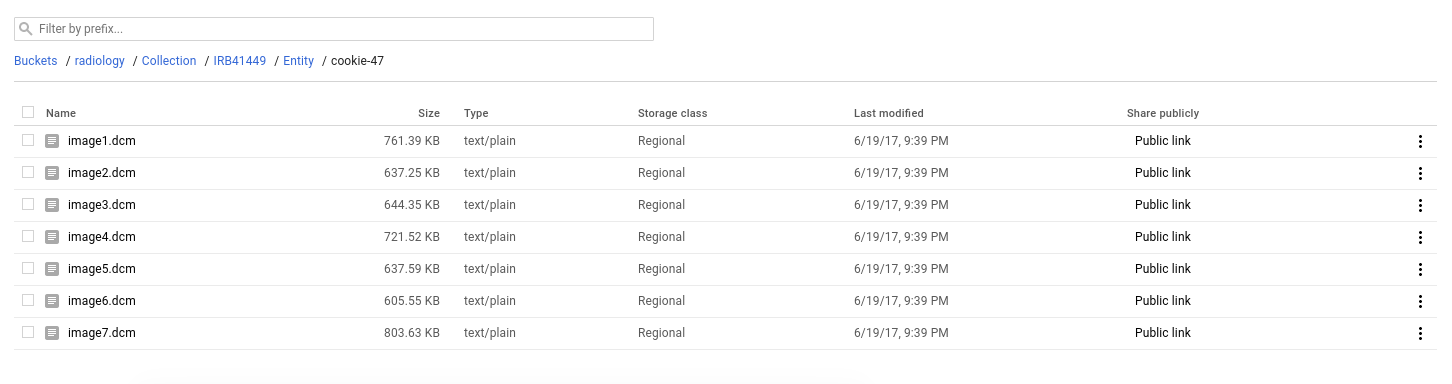 Filter by prefix...
Buckets / radiology / Collection / IRB41449 / Entity / cookie-47
Name Size Type Storage class Last modified Share publicly
image1.dcm 761.39 KB text/plain Regional 6/19/17, 9:39 PM Public link
image2.dcm 637.25 KB text/plain Regional 6/19/17, 9:39 PM Public link
image3.dcm 644.35 KB text/plain Regional 6/19/17, 9:39 PM Public link
image4.dcm 721.52 KB text/plain Regional 6/19/17, 9:39 PM Public link
image5.dcm 637.59 KB text/plain Regional 6/19/17, 9:39 PM Public link
image6.dcm 605.55 KB text/plain Regional 6/19/17, 9:39 PM Public link
image7.dcm 803.63 KB text/plain Regional 6/19/17, 9:39 PM Public link